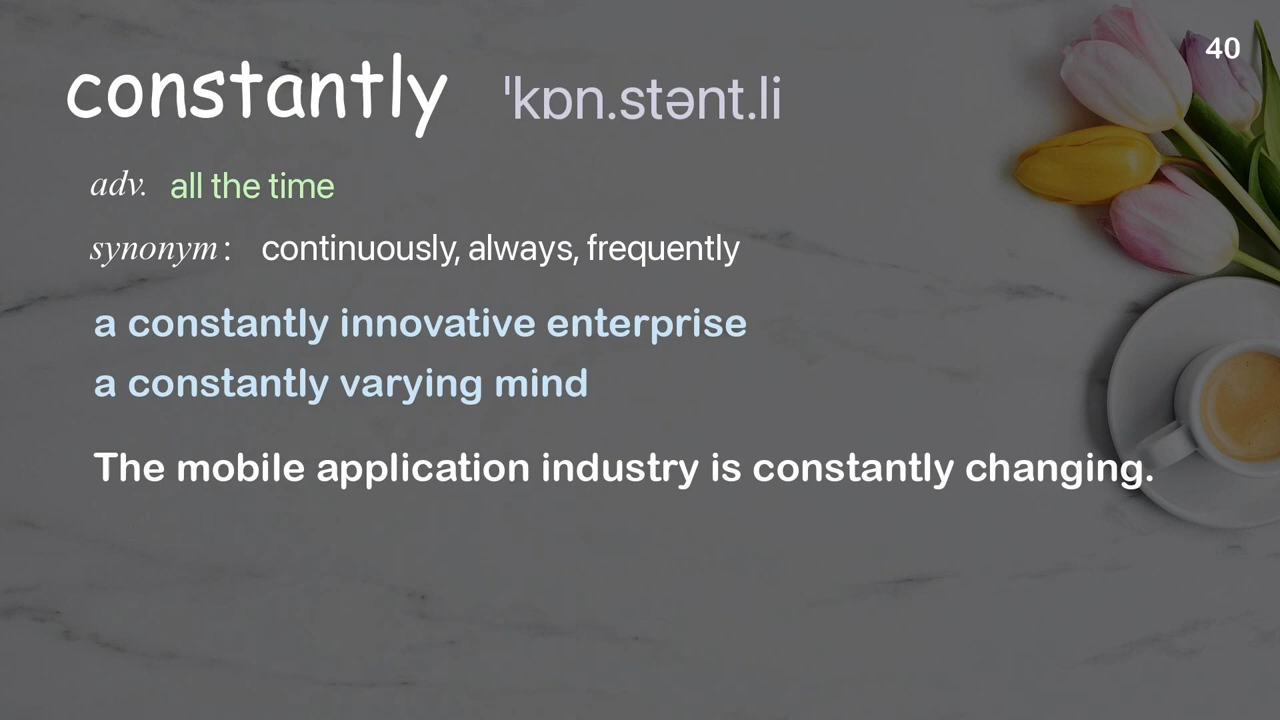 40
constantly ˈkɒn.stənt.li
adv. all the time
synonym: continuously, always, frequently
a constantly innovative enterprise
a constantly varying mind
The mobile application industry is constantly changing.